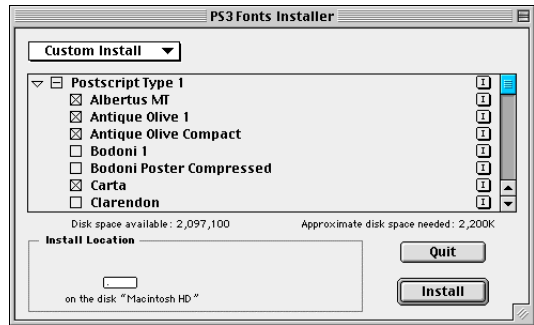 PS3 Fonts Installer
Custom Install
Postscript Type 1
Albertus MT
Antique Olive 1
Antique Olive Compact
Bodoni 1
Bodoni Poster Compressed
Carta
Clarendon
Disk space available: 2,097,100 Approximate disk space needed: 2,200K
Install Location
on the disk "Macintosh HD"
Quit
Install